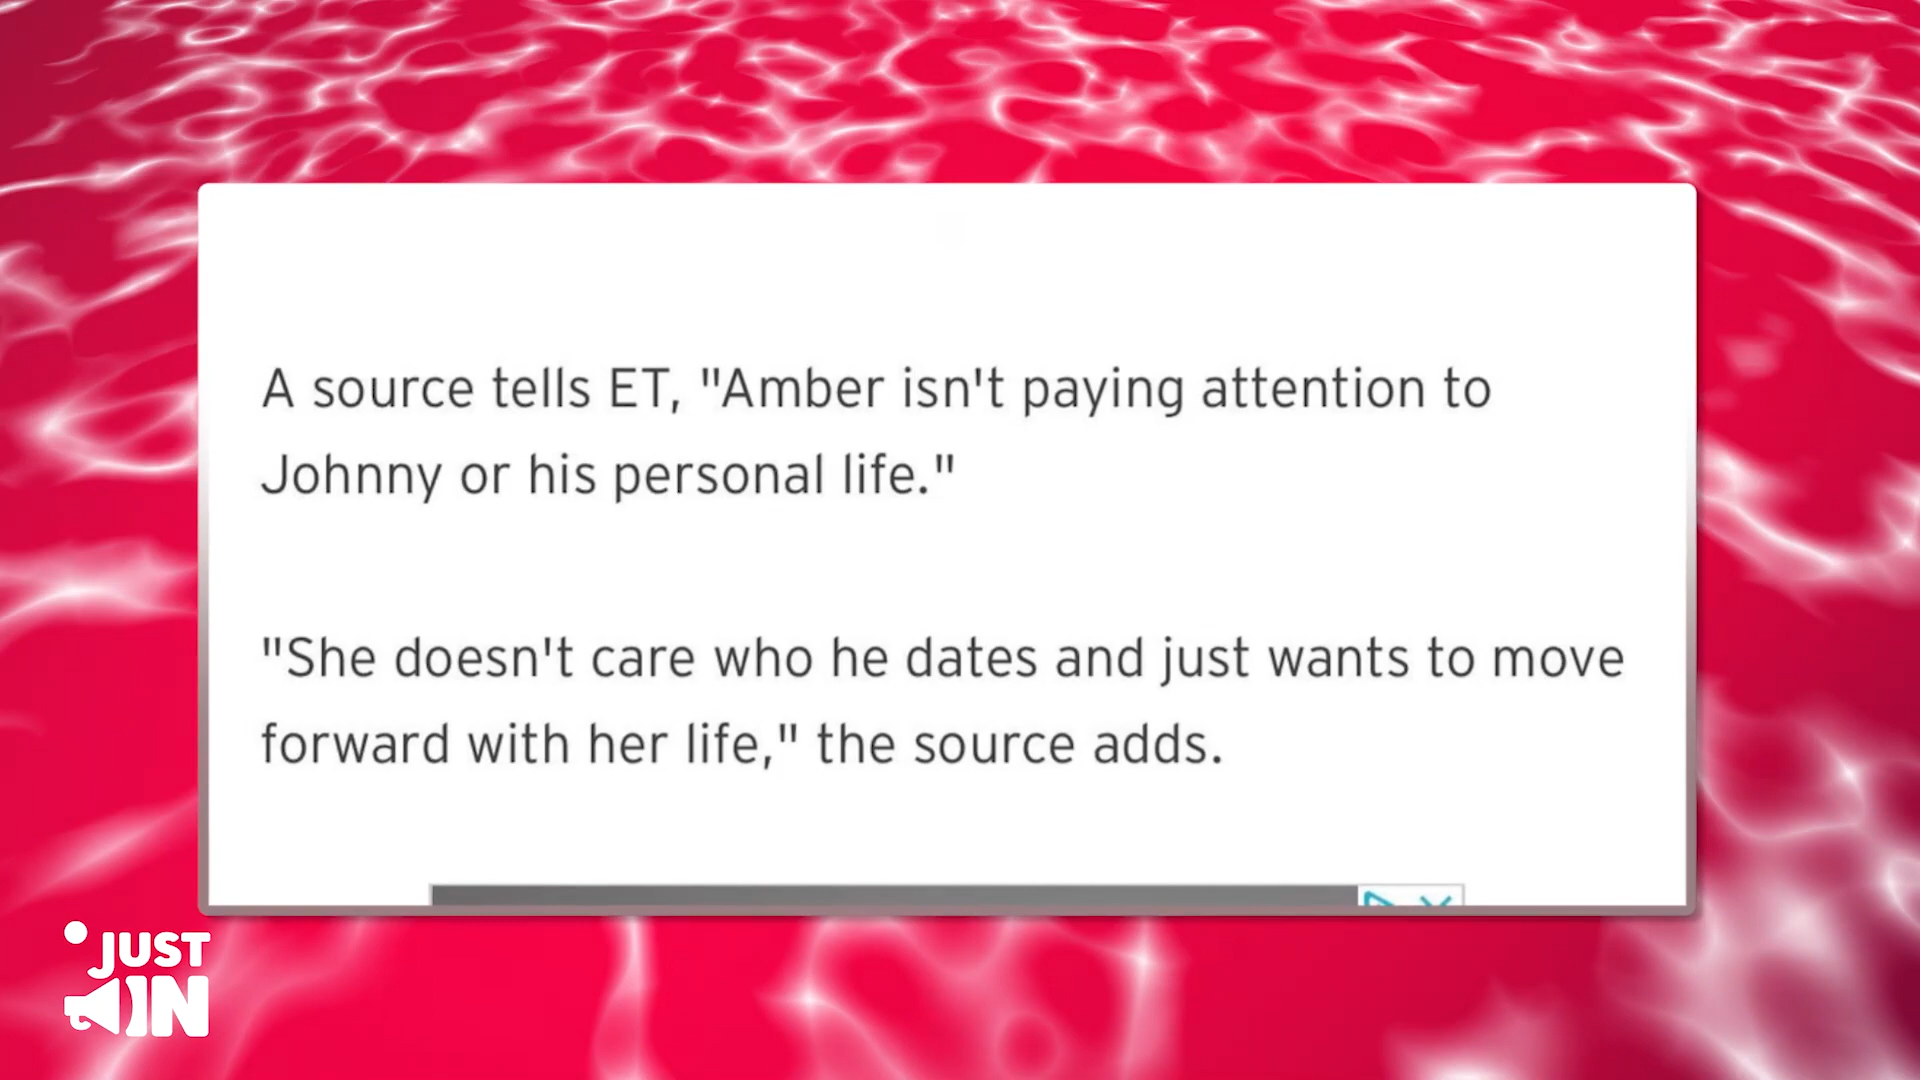 A source tells ET, "Amber isn't paying attention to
Johnny or his personal life."
"She doesn't care who he dates and just wants to move
forward with her life," the source adds.
JUST
IN